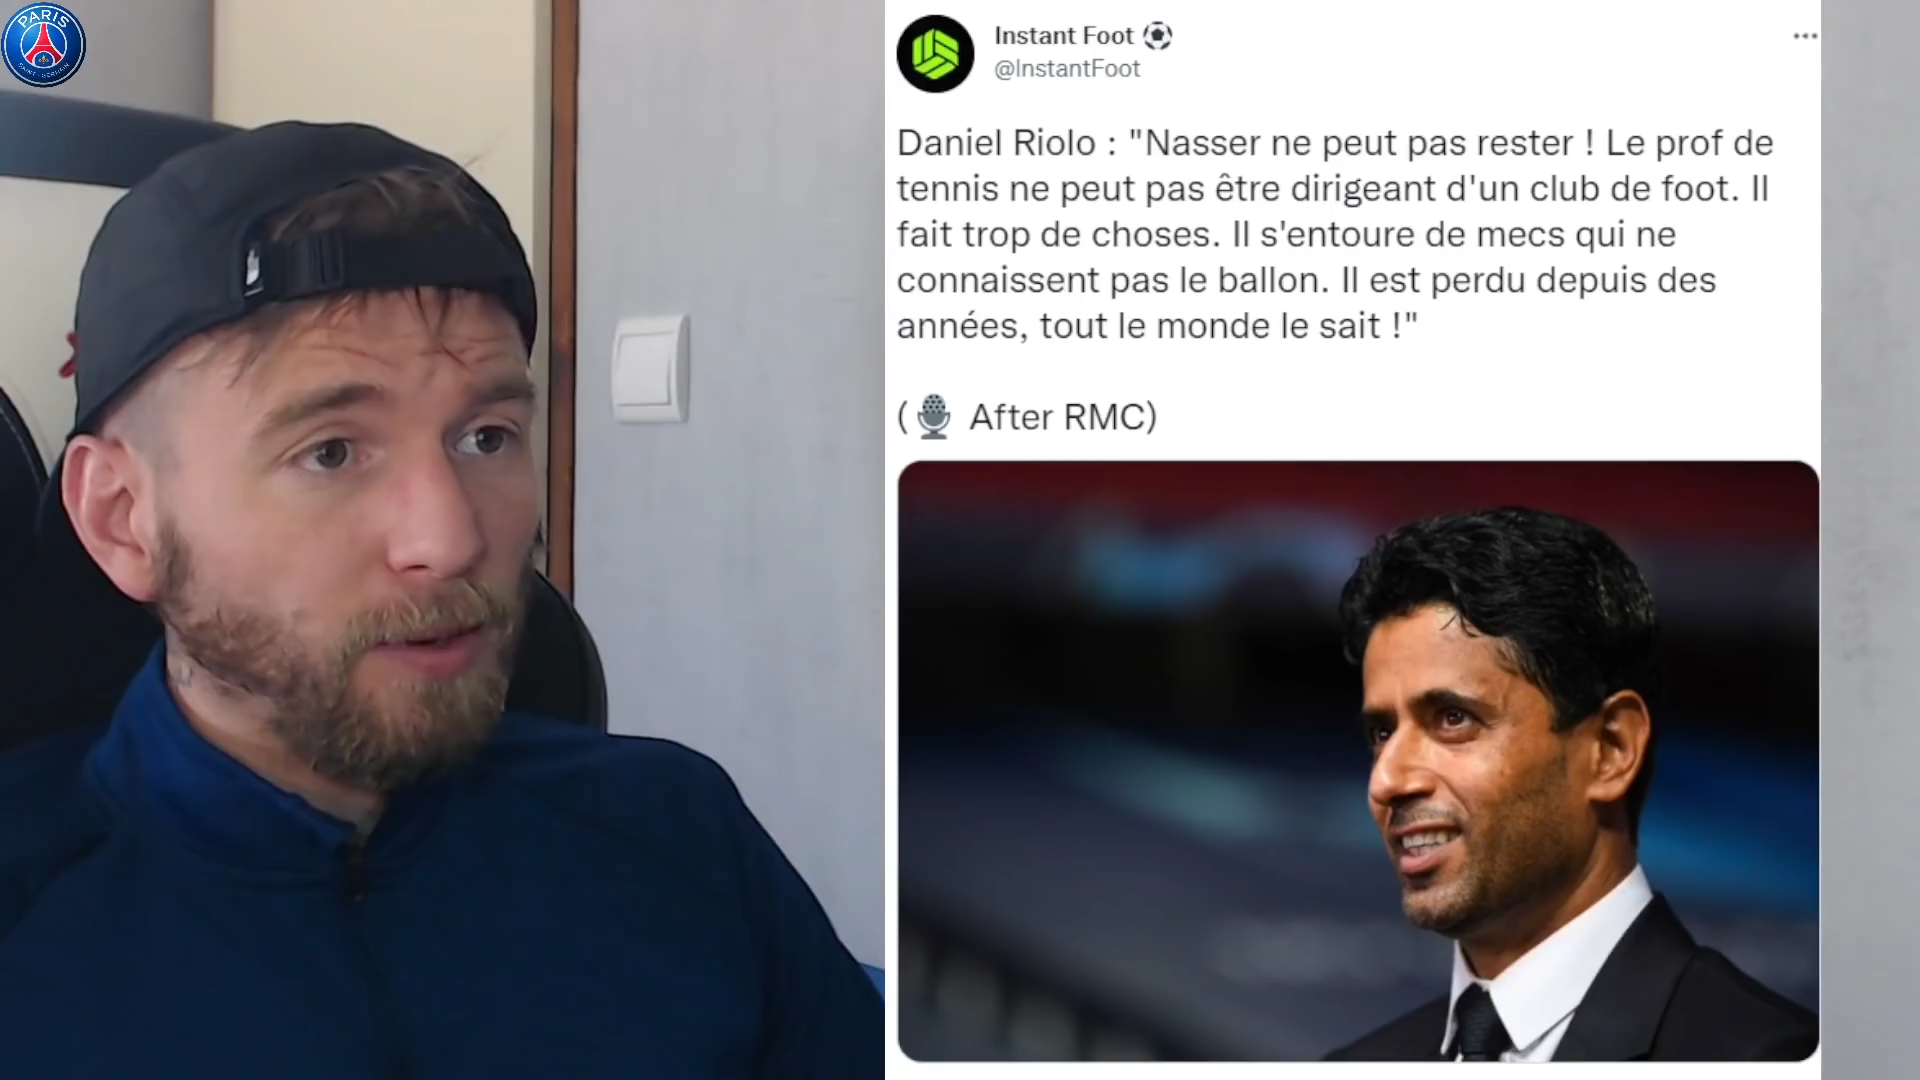 PARIS
SAINT-GERMAIN
Instant Foot
@InstantFoot
Daniel Riolo : "Nasser ne peut pas rester ! Le prof de
tennis ne peut pas être dirigeant d'un club de foot. Il
fait trop de choses. Il s'entoure de mecs qui ne
connaissent pas le ballon. Il est perdu depuis des
années, tout le monde le sait !"
( After RMC)